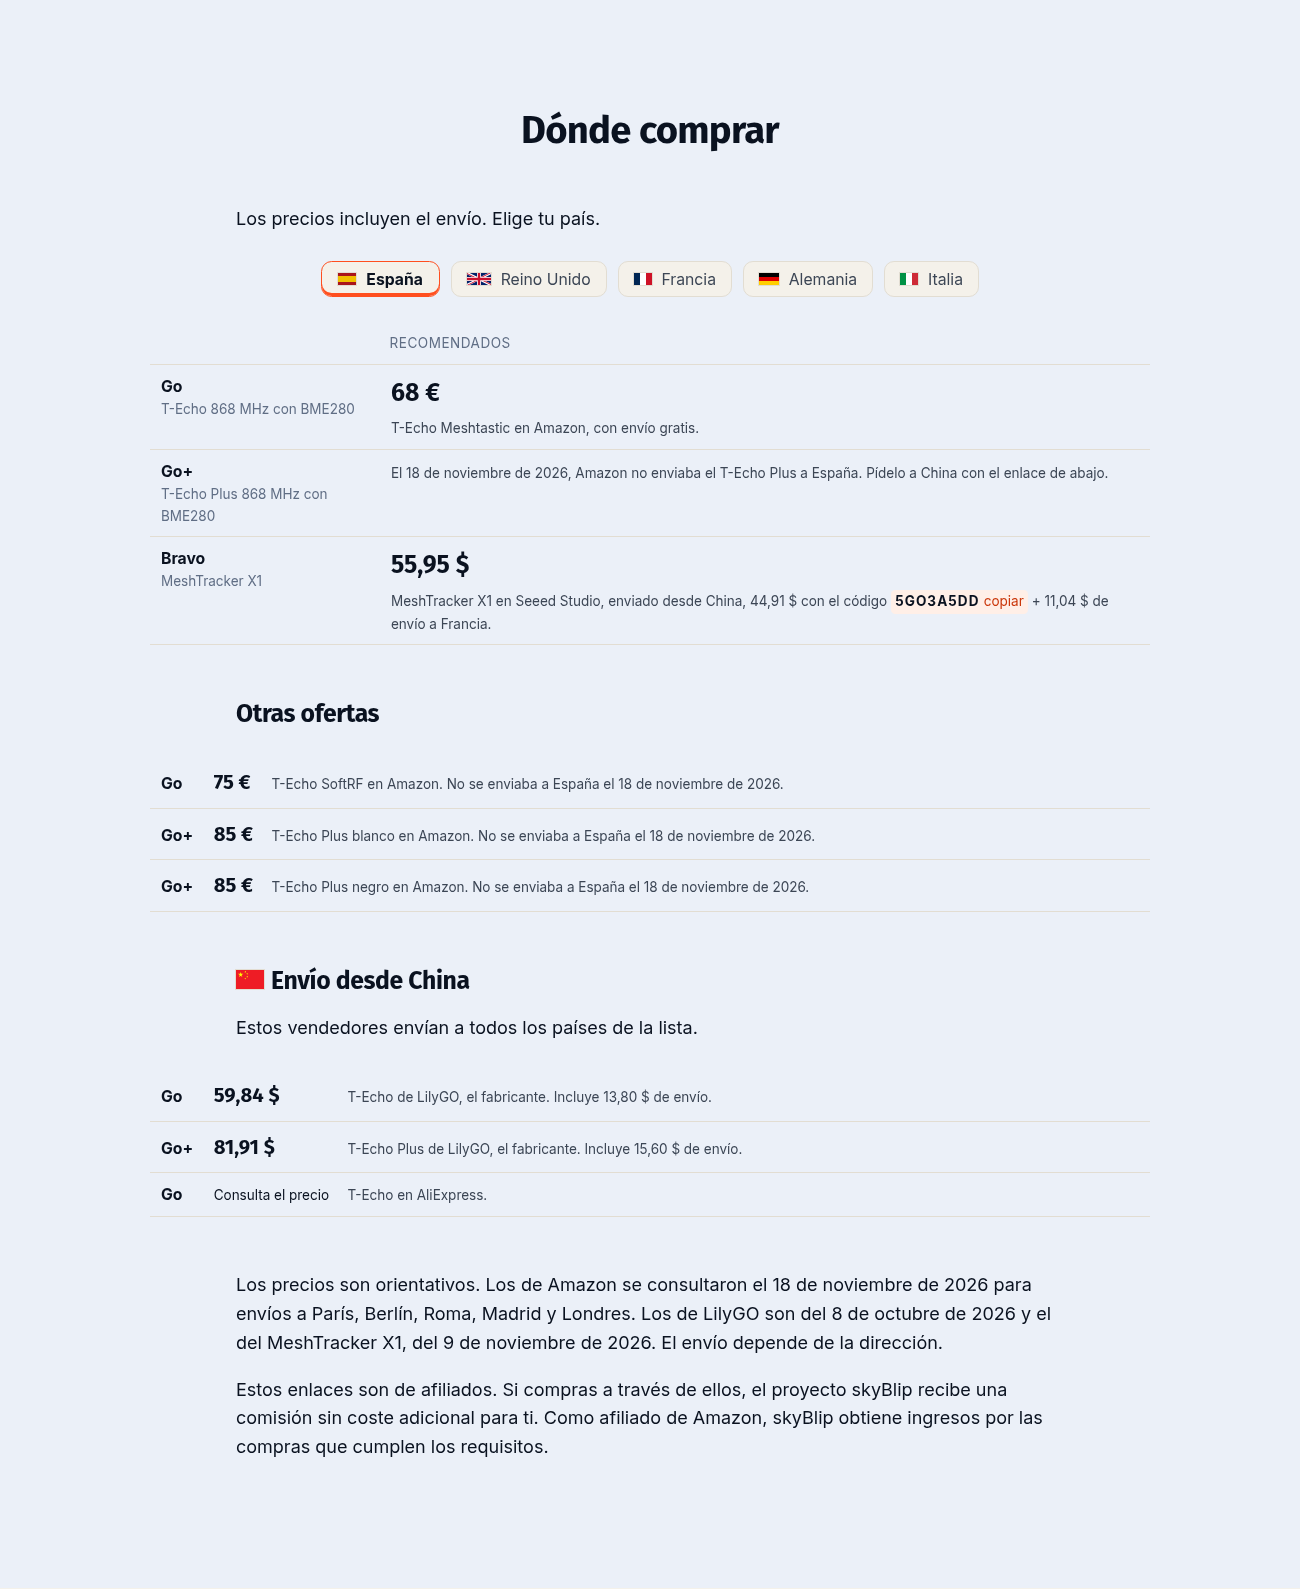 Dónde comprar
Los precios incluyen el envío. Elige tu país.
España
Reino Unido
Francia
Alemania
Italia
RECOMENDADOS
Go
T-Echo 868 MHz con BME280
68 €
T-Echo Meshtastic en Amazon, con envío gratis.
Go+
T-Echo Plus 868 MHz con
BME280
El 18 de noviembre de 2026, Amazon no enviaba el T-Echo Plus a España. Pídelo a China con el enlace de abajo.
Bravo
MeshTracker X1
55,95 $
MeshTracker X1 en Seeed Studio, enviado desde China, 44,91 $ con el código 5GO3A5DD copiar + 11,04 $ de
envío a Francia.
Otras ofertas
Go 75 € T-Echo SoftRF en Amazon. No se enviaba a España el 18 de noviembre de 2026.
Go+ 85 € T-Echo Plus blanco en Amazon. No se enviaba a España el 18 de noviembre de 2026.
Go+ 85 € T-Echo Plus negro en Amazon. No se enviaba a España el 18 de noviembre de 2026.
Envío desde China
Estos vendedores envían a todos los países de la lista.
Go 59,84 $ T-Echo de LilyGO, el fabricante. Incluye 13,80 $ de envío.
Go+ 81,91 $ T-Echo Plus de LilyGO, el fabricante. Incluye 15,60 $ de envío.
Go Consulta el precio T-Echo en AliExpress.
Los precios son orientativos. Los de Amazon se consultaron el 18 de noviembre de 2026 para
envíos a París, Berlín, Roma, Madrid y Londres. Los de LilyGO son del 8 de octubre de 2026 y el
del MeshTracker X1, del 9 de noviembre de 2026. El envío depende de la dirección.
Estos enlaces son de afiliados. Si compras a través de ellos, el proyecto skyBlip recibe una
comisión sin coste adicional para ti. Como afiliado de Amazon, skyBlip obtiene ingresos por las
compras que cumplen los requisitos.